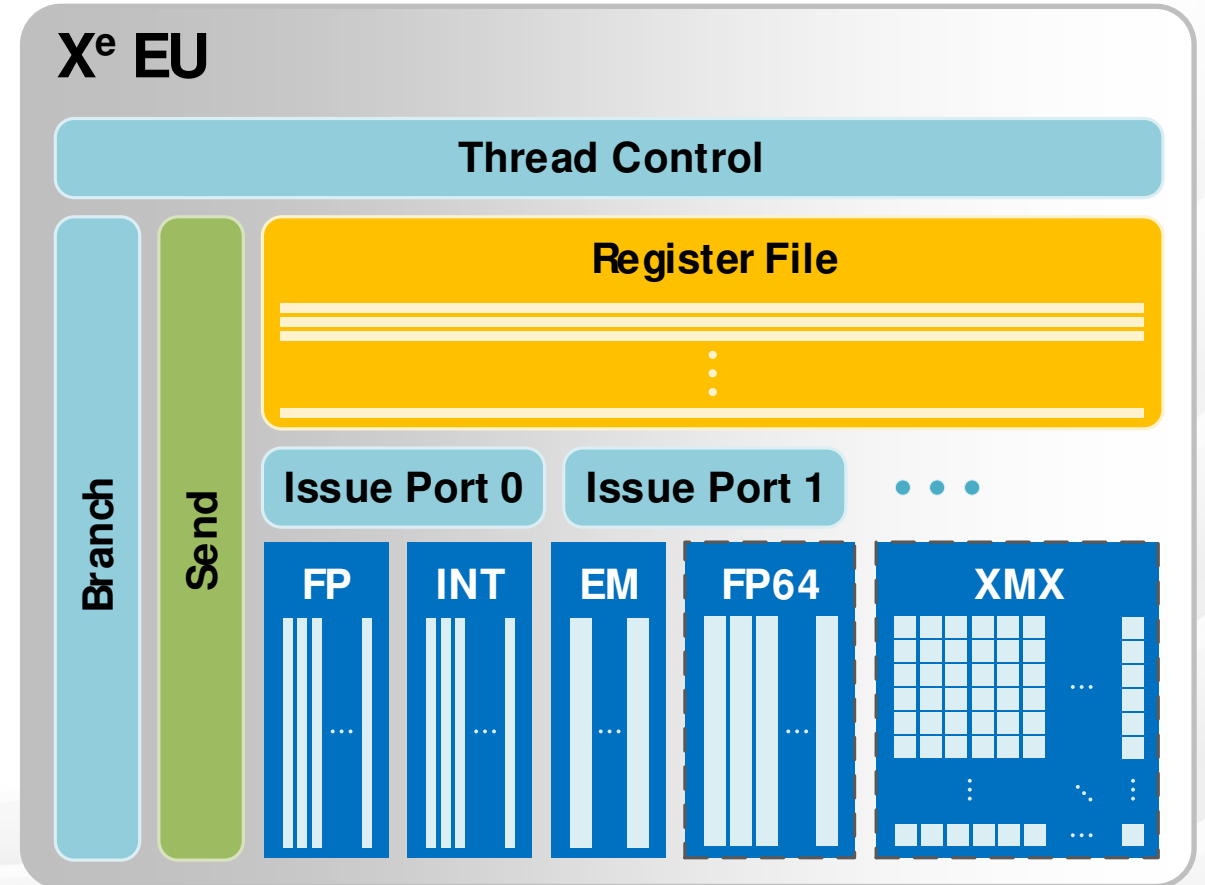 Xe EU
Thread Control
Branch
Send
Register File
Issue Port 0
Issue Port 1
FP
INT
EM
FP64
XMX